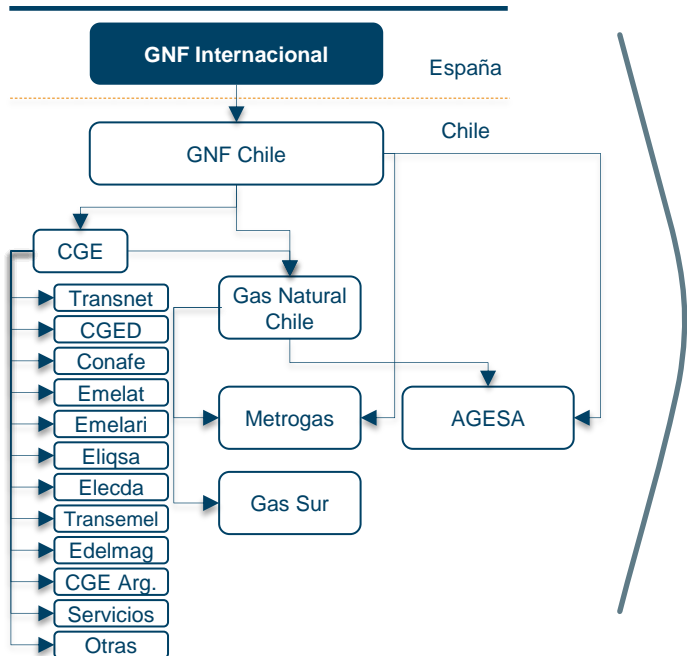 GNF Internacional
España
Chile
GNF Chile
CGE
Gas Natural
Chile
Transnet
CGED
Conafe
Emelat
Emelari
Eliqsa
Elecda
Transemel
Edelmag
CGE Arg.
Servicios
Otras
Metrogas
AGESA
Gas Sur